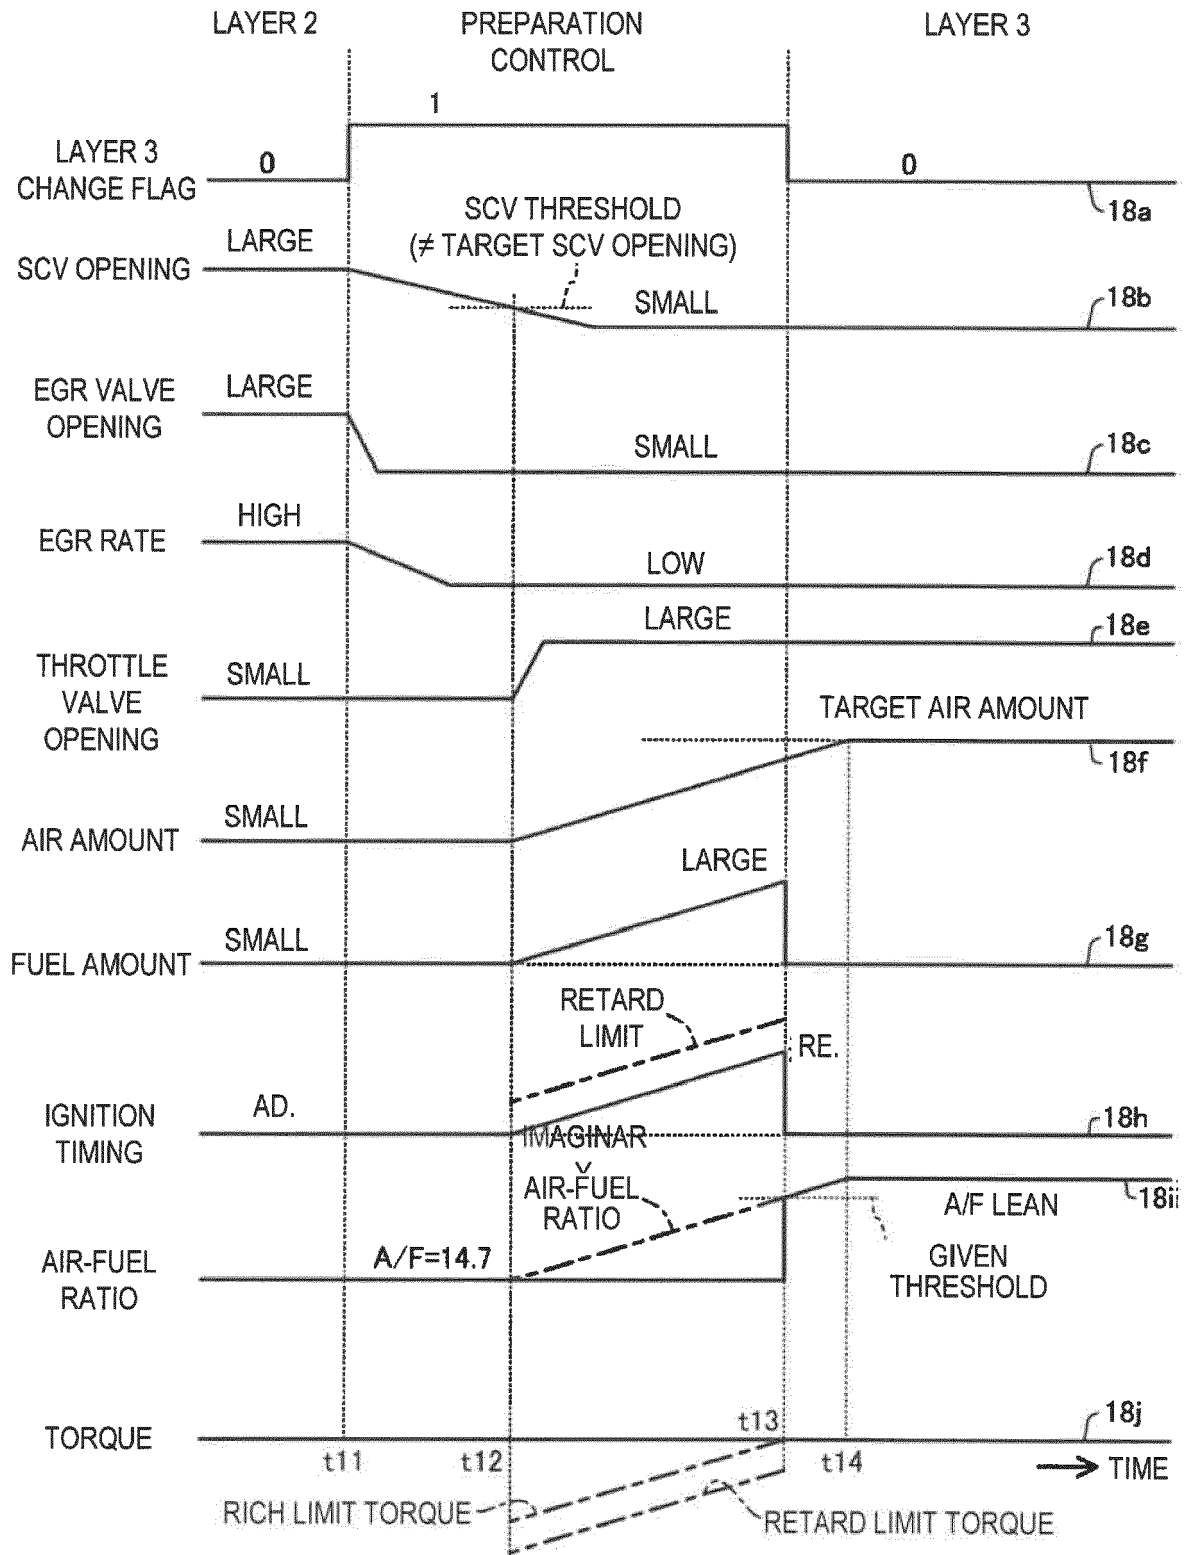 LAYER 2
PREPARATION
CONTROL
LAYER 3
1
LAYER 3
CHANGE FLAG
0
0
18a
SCV THRESHOLD
(≠ TARGET SCV OPENING)
LARGE
SCV OPENING
SMALL
18b
EGR VALVE
OPENING
LARGE
SMALL
18c
HIGH
EGR RATE
LOW
18d
LARGE
18e
THROTTLE
VALVE
OPENING
SMALL
TARGET AIR AMOUNT
18f
SMALL
AIR AMOUNT
LARGE
SMALL
FUEL AMOUNT
18g
RETARD
LIMIT
RE.
AD.
IGNITION
TIMING
18h
IMAGINAR
Y
AIR-FUEL
RATIO
A/F LEAN
18ii
A/F=14.7
AIR-FUEL
RATIO
GIVEN
THRESHOLD
TORQUE
t13
18j
t11
t12
t14
TIME
RICH LIMIT TORQUE
RETARD LIMIT TORQUE